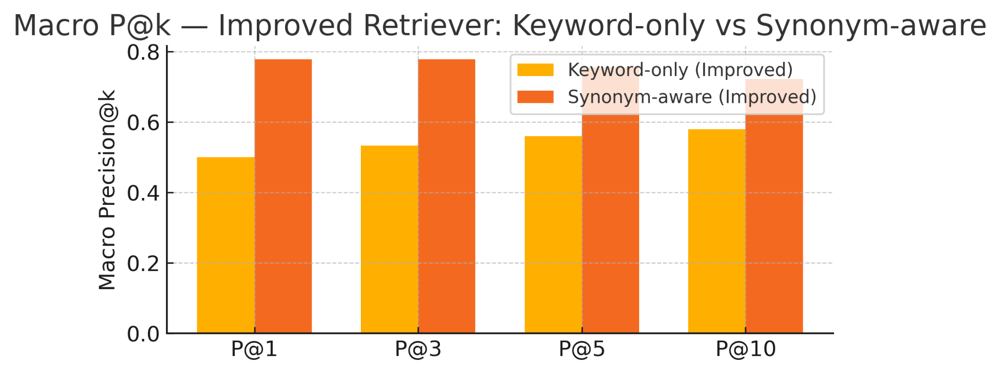 Macro P@k — Improved Retriever: Keyword-only vs Synonym-aware
Macro Precision@k
0.8
0.6
0.4
0.2
0.0
Keyword-only (Improved)
Synonym-aware (Improved)
P@1
P@3
P@5
P@10